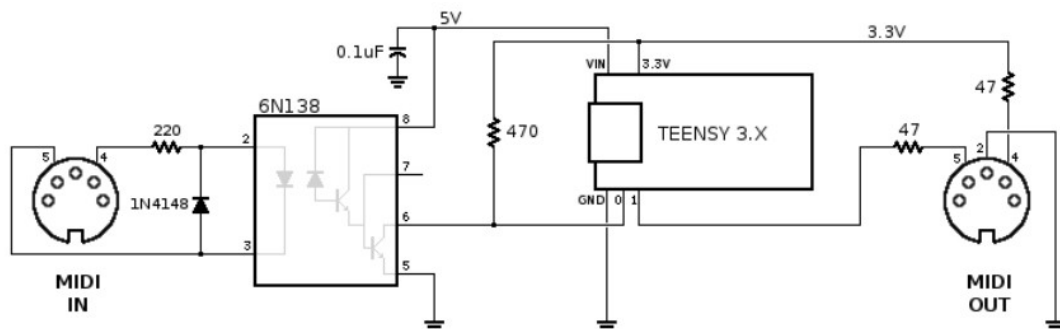 5V
3.3V
0.1uF
VIN
3.3V
47
6N138
8
220
470
TEENSY 3.X
47
5
4
2
7
5
2
4
1N4148
6
GND
0
1
3
5
MIDI
IN
MIDI
OUT